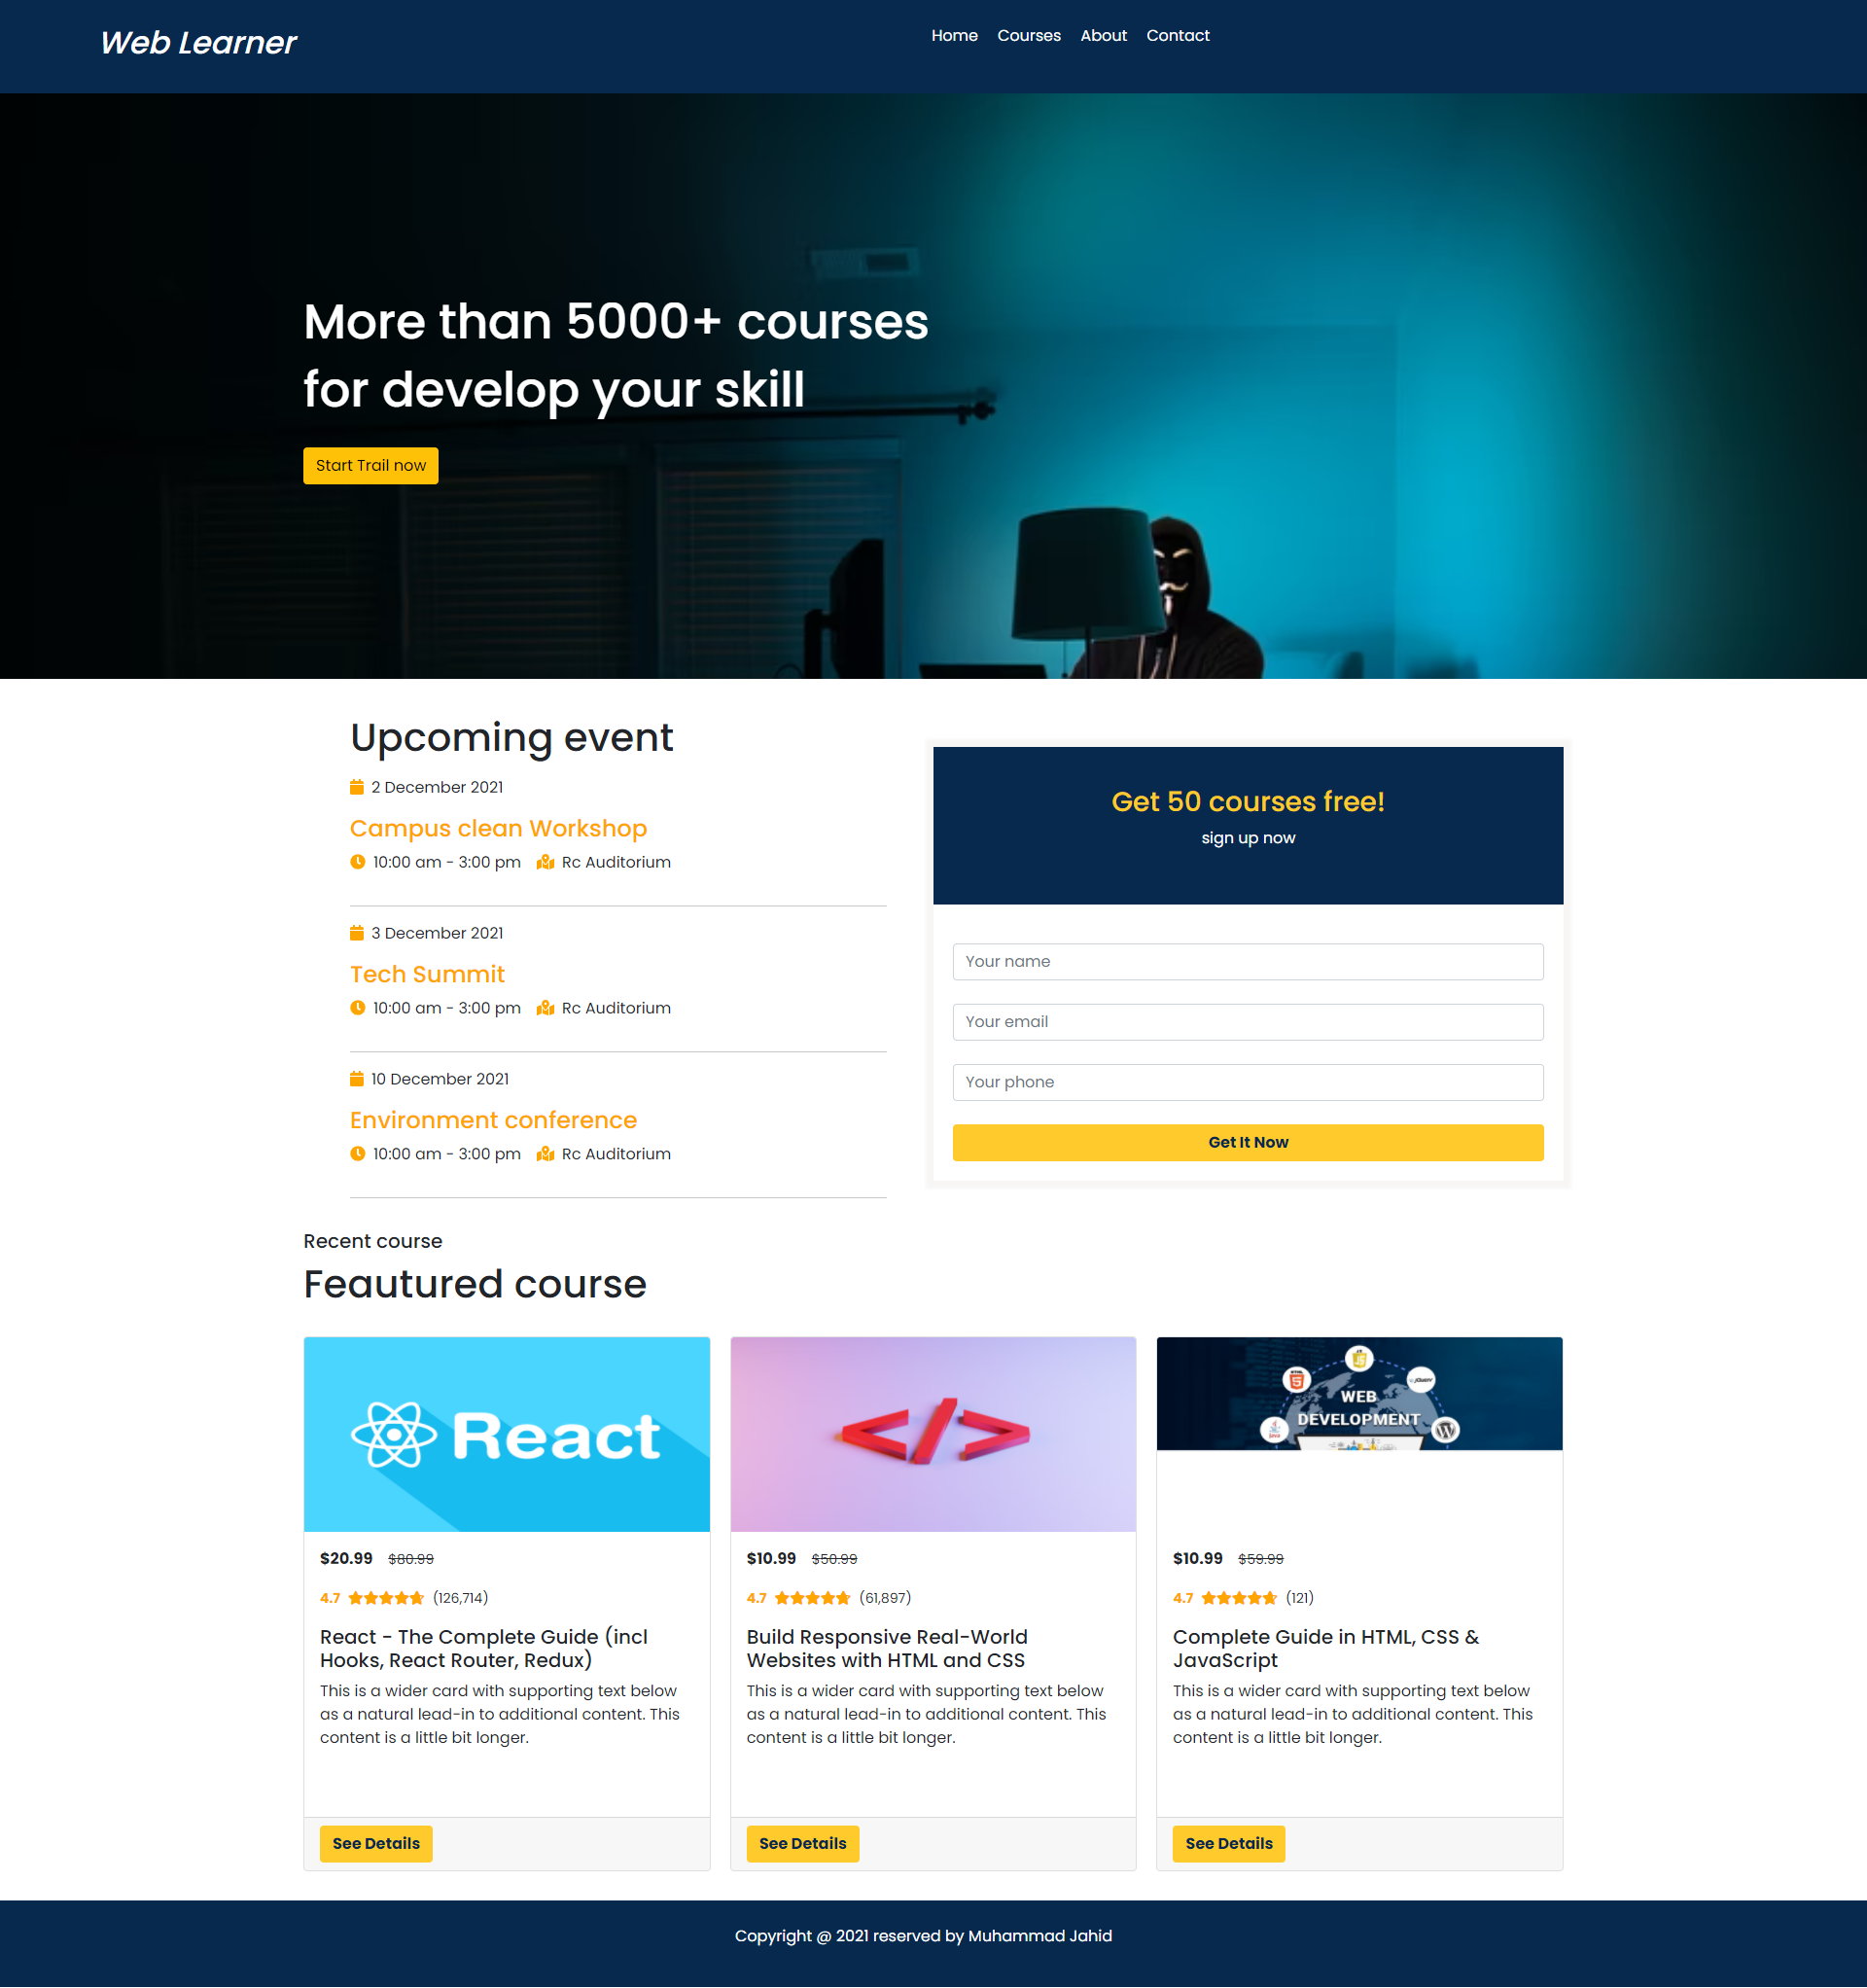 Web Learner
Home Courses About Contact
More than 5000+ courses
for develop your skill
Start Trail now
Upcoming event
2 December 2021
Campus clean Workshop
10:00 am - 3:00 pm Rc Auditorium
3 December 2021
Tech Summit
10:00 am - 3:00 pm Rc Auditorium
10 December 2021
Environment conference
10:00 am - 3:00 pm Rc Auditorium
Get 50 courses free!
sign up now
Your name
Your email
Your phone
Get It Now
Recent course
Feautured course
React
$20.99 $80.99
4.7 (126,714)
React - The Complete Guide (incl
Hooks, React Router, Redux)
This is a wider card with supporting text below
as a natural lead-in to additional content. This
content is a little bit longer.
See Details
</>
$10.99 $50.99
4.7 (61,897)
Build Responsive Real-World
Websites with HTML and CSS
This is a wider card with supporting text below
as a natural lead-in to additional content. This
content is a little bit longer.
See Details
JS
HTML
5
jQuery
WEB
DEVELOPMENT
Java
W
$10.99 $59.99
4.7 (121)
Complete Guide in HTML, CSS &
JavaScript
This is a wider card with supporting text below
as a natural lead-in to additional content. This
content is a little bit longer.
See Details
Copyright @ 2021 reserved by Muhammad Jahid